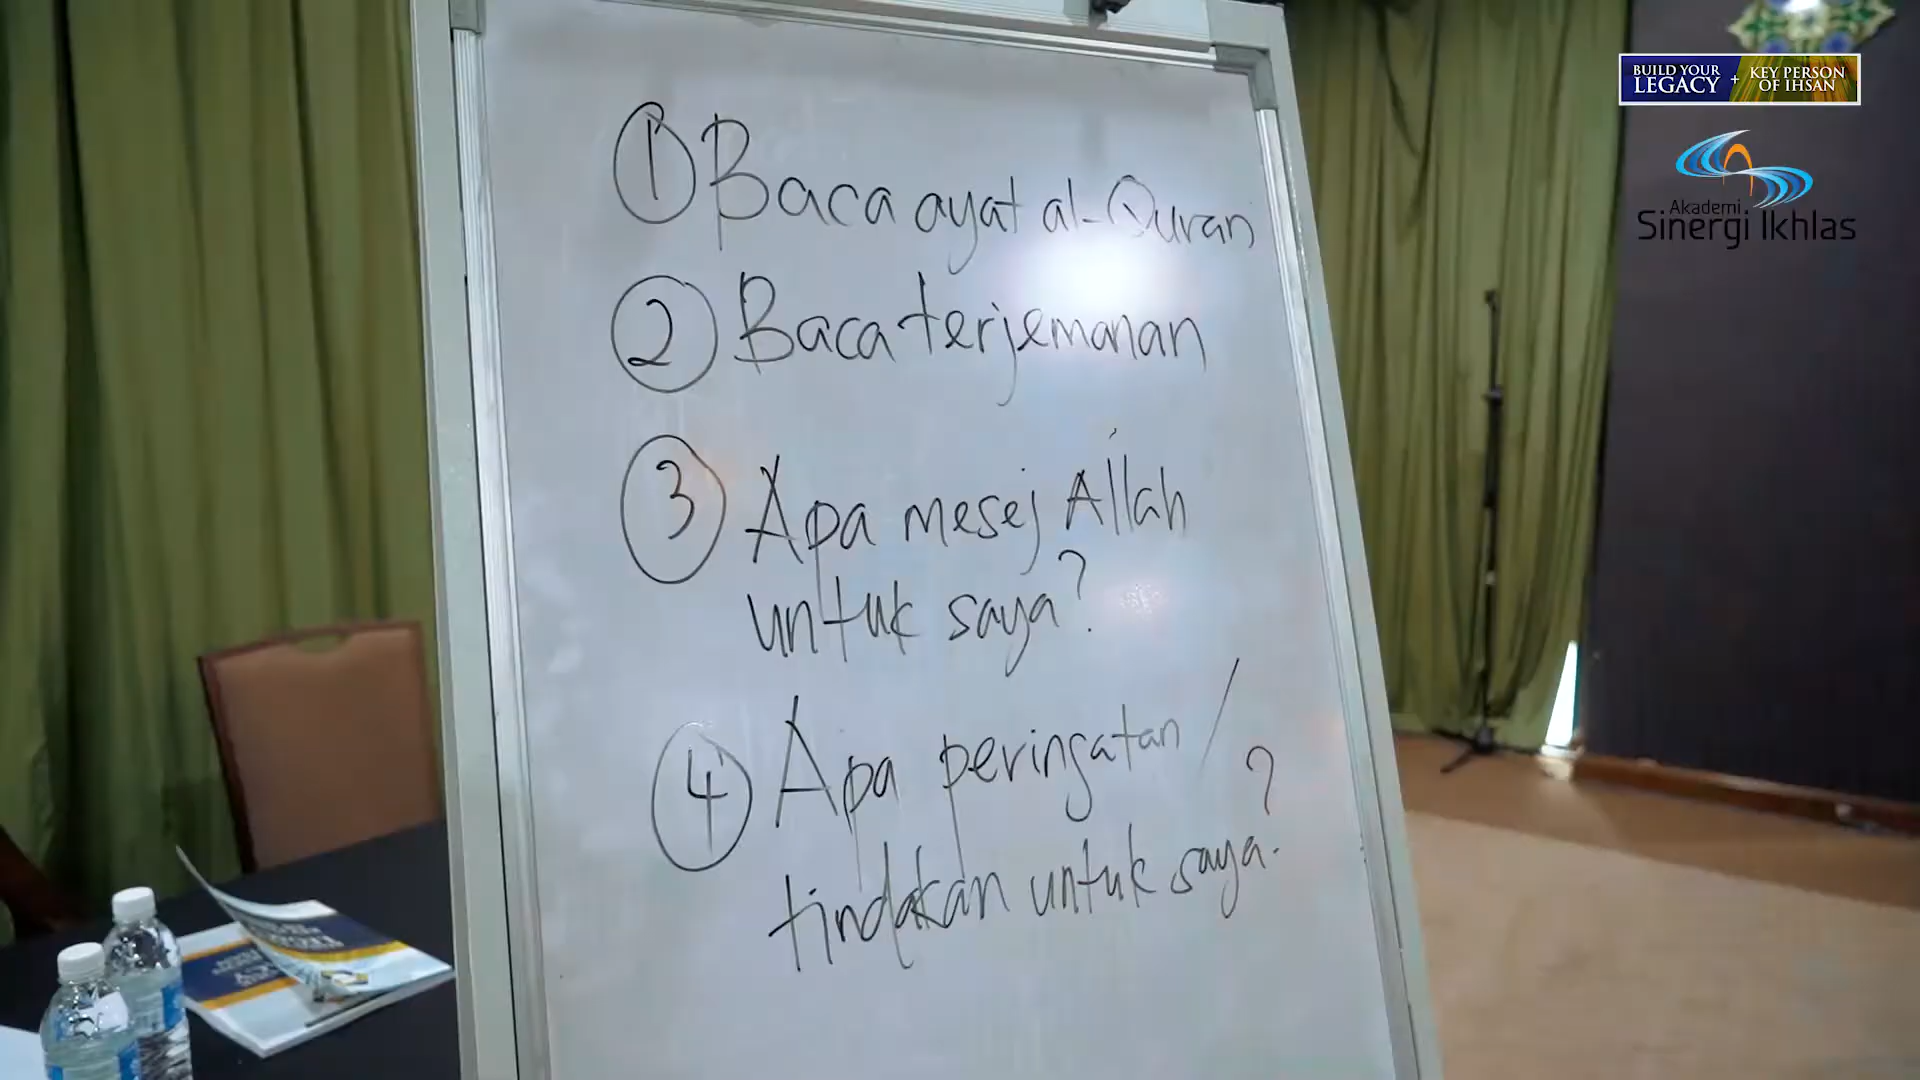 ① Baca ayat al-Quran
② Baca terjemahan
③ Apa mesej Allah
untuk saya?
④ Apa peringatan /
tindakan untuk saya?
BUILD YOUR
LEGACY
+
KEY PERSON
OF IHSAN
Akademi
Sinergi Ikhlas